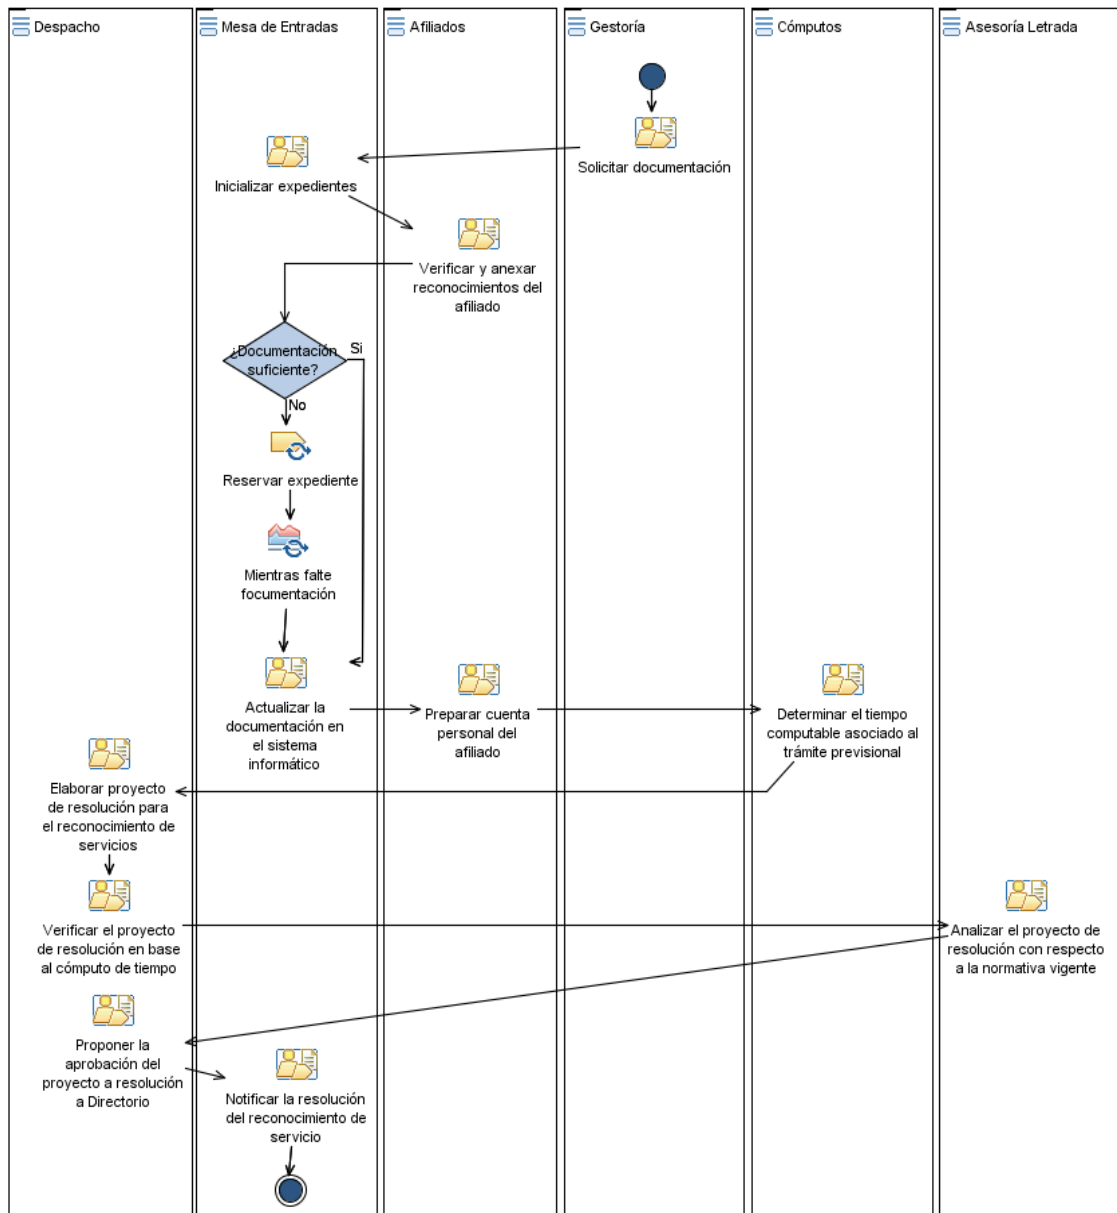 Despacho
Mesa de Entradas
Afiliados
Gestoría
Cómputos
Asesoría Letrada
Solicitar documentación
Inicializar expedientes
Verificar y anexar
reconocimientos del
afiliado
¿Documentación
suficiente?
Si
No
Reservar expediente
Mientras falte
focumentación
Actualizar la
documentación en
el sistema
informático
Preparar cuenta
personal del
afiliado
Determinar el tiempo
computable asociado al
trámite previsional
Elaborar proyecto
de resolución para
el reconocimiento de
servicios
Verificar el proyecto
de resolución en base
al cómputo de tiempo
Analizar el proyecto de
resolución con respecto
a la normativa vigente
Proponer la
aprobación del
proyecto a resolución
a Directorio
Notificar la resolución
del reconocimiento de
servicio